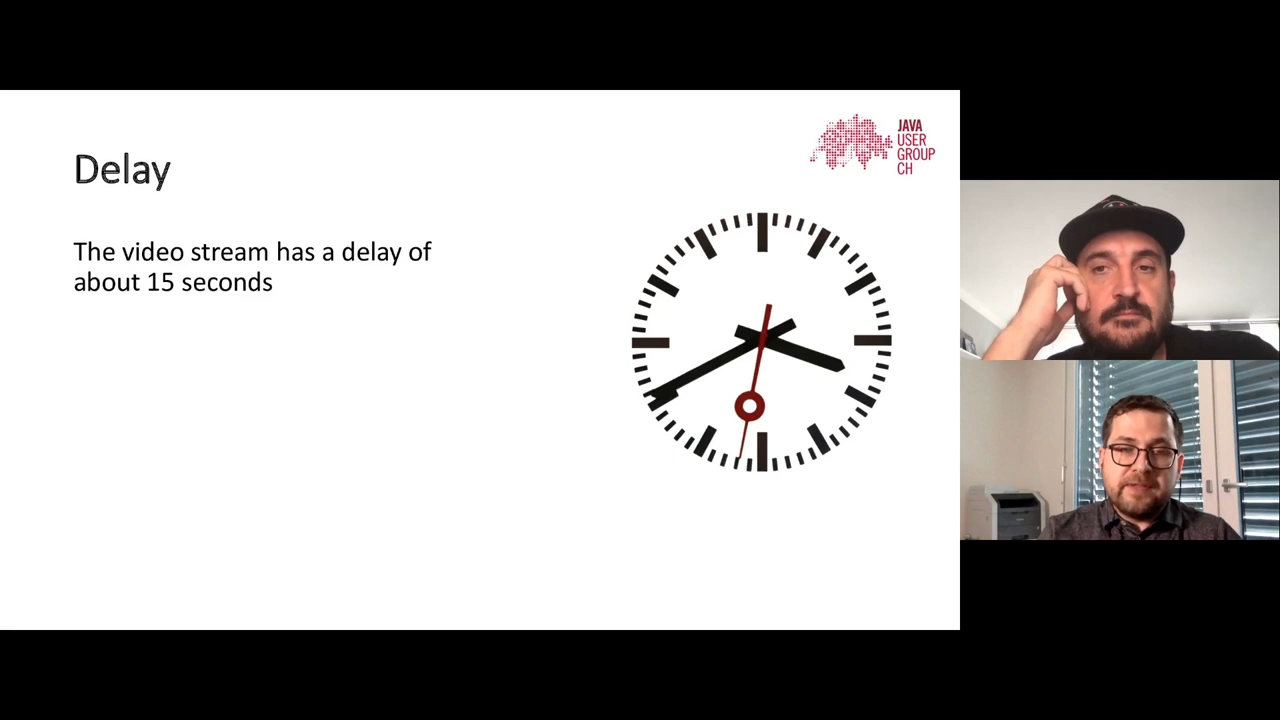 Delay
The video stream has a delay of
about 15 seconds
JAVA
USER
GROUP
CH